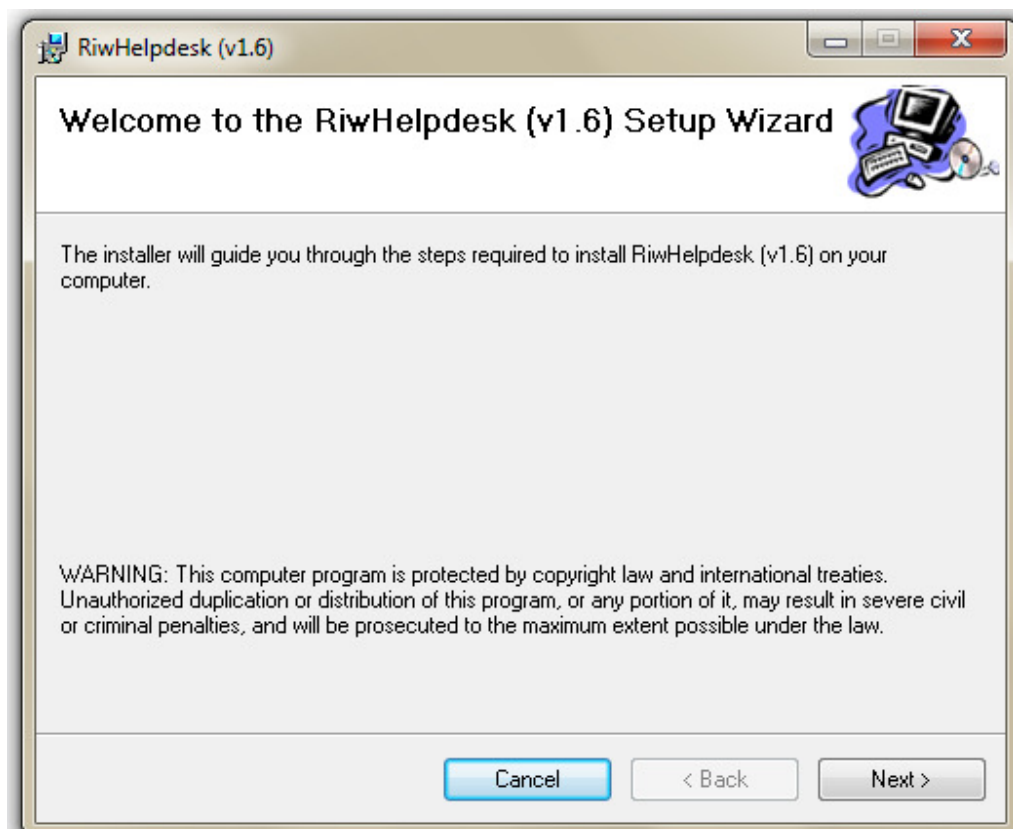 RiwHelpdesk (v1.6)
Welcome to the RiwHelpdesk (v1.6) Setup Wizard
The installer will guide you through the steps required to install RiwHelpdesk (v1.6) on your
computer.
WARNING: This computer program is protected by copyright law and international treaties.
Unauthorized duplication or distribution of this program, or any portion of it, may result in severe civil
or criminal penalties, and will be prosecuted to the maximum extent possible under the law.
Cancel < Back Next >